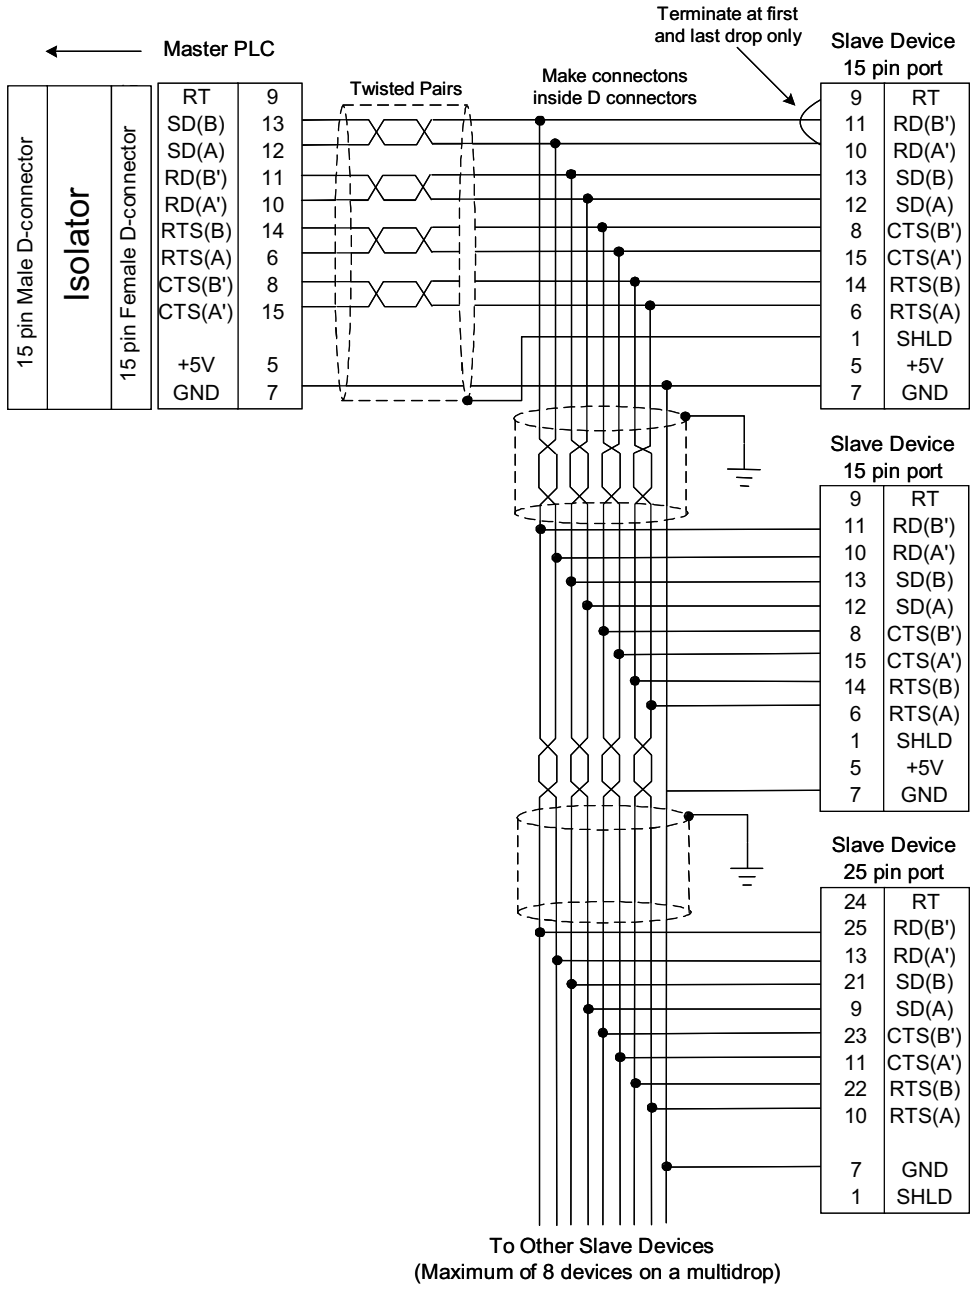 Terminate at first
and last drop only
Master PLC
Slave Device
15 pin port
Twisted Pairs
Make connectons
inside D connectors
15 pin Male D-connector
Isolator
15 pin Female D-connector
RT 9
SD(B) 13
SD(A) 12
RD(B') 11
RD(A') 10
RTS(B) 14
RTS(A) 6
CTS(B') 8
CTS(A') 15
+5V 5
GND 7
9 RT
11 RD(B')
10 RD(A')
13 SD(B)
12 SD(A)
8 CTS(B')
15 CTS(A')
14 RTS(B)
6 RTS(A)
1 SHLD
5 +5V
7 GND
Slave Device
15 pin port
9 RT
11 RD(B')
10 RD(A')
13 SD(B)
12 SD(A)
8 CTS(B')
15 CTS(A')
14 RTS(B)
6 RTS(A)
1 SHLD
5 +5V
7 GND
Slave Device
25 pin port
24 RT
25 RD(B')
13 RD(A')
21 SD(B)
9 SD(A)
23 CTS(B')
11 CTS(A')
22 RTS(B)
10 RTS(A)
7 GND
1 SHLD
To Other Slave Devices
(Maximum of 8 devices on a multidrop)